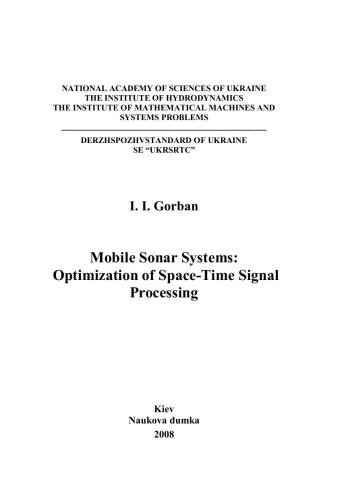 NATIONAL ACADEMY OF SCIENCES OF UKRAINE
THE INSTITUTE OF HYDRODYNAMICS
THE INSTITUTE OF MATHEMATICAL MACHINES AND
SYSTEMS PROBLEMS
DERZHSPOZHVSTANDARD OF UKRAINE
SE “UKRSRTC”
I. I. Gorban
Mobile Sonar Systems:
Optimization of Space-Time Signal
Processing
Kiev
Naukova dumka
2008